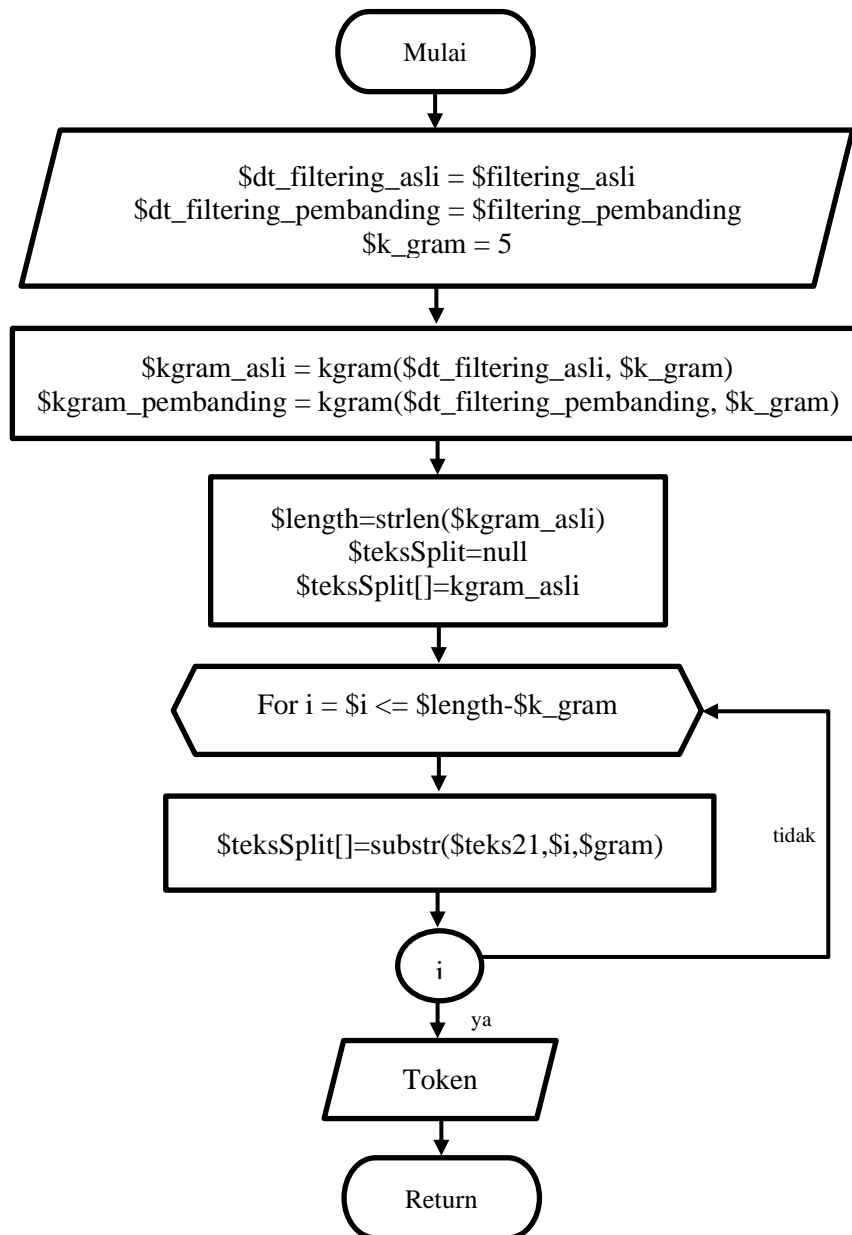 Mulai
$dt_filtering_asli = $filtering_asli
$dt_filtering_pembanding = $filtering_pembanding
$k_gram = 5
$kgram_asli = kgram($dt_filtering_asli, $k_gram)
$kgram_pembanding = kgram($dt_filtering_pembanding, $k_gram)
$length=strlen($kgram_asli)
$teksSplit=null
$teksSplit[]=kgram_asli
For i = $i <= $length-$k_gram
$teksSplit[]=substr($teks21,$i,$gram)
tidak
i
ya
Token
Return